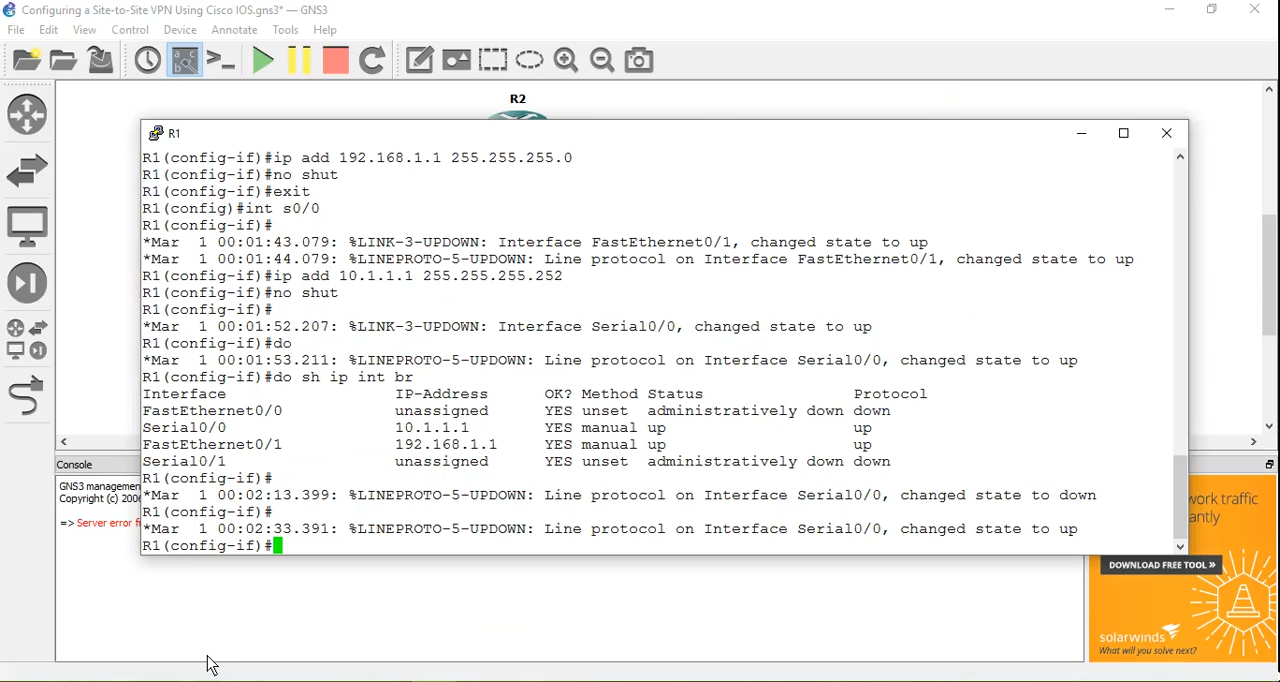 Configuring a Site-to-Site VPN Using Cisco IOS.gns3* — GNS3
File Edit View Control Device Annotate Tools Help
R2
R1
R1(config-if)#ip add 192.168.1.1 255.255.255.0
R1(config-if)#no shut
R1(config-if)#exit
R1(config)#int s0/0
R1(config-if)#
*Mar  1 00:01:43.079: %LINK-3-UPDOWN: Interface FastEthernet0/1, changed state to up
*Mar  1 00:01:44.079: %LINEPROTO-5-UPDOWN: Line protocol on Interface FastEthernet0/1, changed state to up
R1(config-if)#ip add 10.1.1.1 255.255.255.252
R1(config-if)#no shut
R1(config-if)#
*Mar  1 00:01:52.207: %LINK-3-UPDOWN: Interface Serial0/0, changed state to up
R1(config-if)#do
*Mar  1 00:01:53.211: %LINEPROTO-5-UPDOWN: Line protocol on Interface Serial0/0, changed state to up
R1(config-if)#do sh ip int br
Interface IP-Address OK? Method Status Protocol
FastEthernet0/0 unassigned YES unset administratively down down
Serial0/0 10.1.1.1 YES manual up up
FastEthernet0/1 192.168.1.1 YES manual up up
Serial0/1 unassigned YES unset administratively down down
R1(config-if)#
*Mar  1 00:02:13.399: %LINEPROTO-5-UPDOWN: Line protocol on Interface Serial0/0, changed state to down
R1(config-if)#
*Mar  1 00:02:33.391: %LINEPROTO-5-UPDOWN: Line protocol on Interface Serial0/0, changed state to up
R1(config-if)#
Console
GNS3 management
Copyright (c) 2006
=> Server error
work traffic
antly
DOWNLOAD FREE TOOL »
solarwinds
What will you solve next?